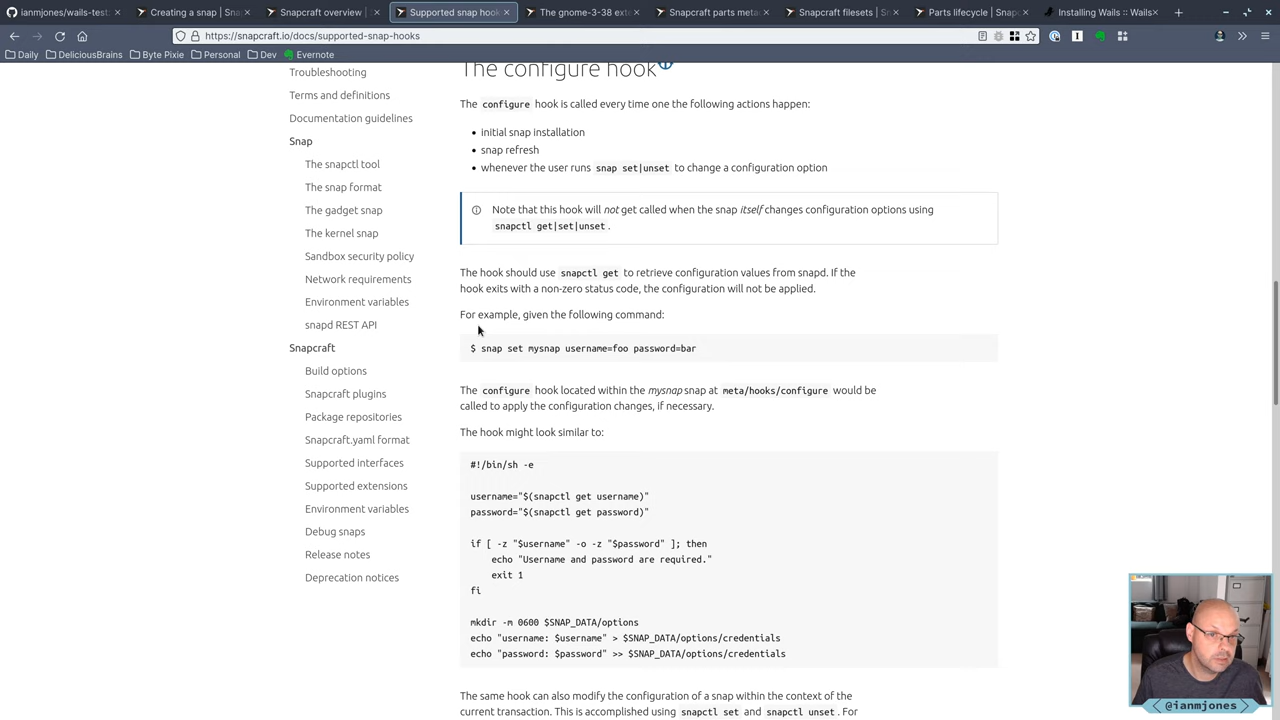 ianmjones/wails-test:
Creating a snap | Sna
Snapcraft overview |
Supported snap hook
The gnome-3-38 exte
Snapcraft parts meta
Snapcraft filesets | Sn
Parts lifecycle | Snapc
Installing Wails :: Wails
https://snapcraft.io/docs/supported-snap-hooks
Daily
DeliciousBrains
Byte Pixie
Personal
Dev
Evernote
Troubleshooting
Terms and definitions
Documentation guidelines
Snap
The snapctl tool
The snap format
The gadget snap
The kernel snap
Sandbox security policy
Network requirements
Environment variables
snapd REST API
Snapcraft
Build options
Snapcraft plugins
Package repositories
Snapcraft.yaml format
Supported interfaces
Supported extensions
Environment variables
Debug snaps
Release notes
Deprecation notices
The configure hook
The configure hook is called every time one the following actions happen:
• initial snap installation
• snap refresh
• whenever the user runs snap set|unset to change a configuration option
Note that this hook will not get called when the snap itself changes configuration options using
snapctl get|set|unset.
The hook should use snapctl get to retrieve configuration values from snapd. If the
hook exits with a non-zero status code, the configuration will not be applied.
For example, given the following command:
$ snap set mysnap username=foo password=bar
The configure hook located within the mysnap snap at meta/hooks/configure would be
called to apply the configuration changes, if necessary.
The hook might look similar to:
#!/bin/sh -e
username="$(snapctl get username)"
password="$(snapctl get password)"
if [ -z "$username" -o -z "$password" ]; then
echo "Username and password are required."
exit 1
fi
mkdir -m 0600 $SNAP_DATA/options
echo "username: $username" > $SNAP_DATA/options/credentials
echo "password: $password" >> $SNAP_DATA/options/credentials
The same hook can also modify the configuration of a snap within the context of the
current transaction. This is accomplished using snapctl set and snapctl unset. For
@ianmjones